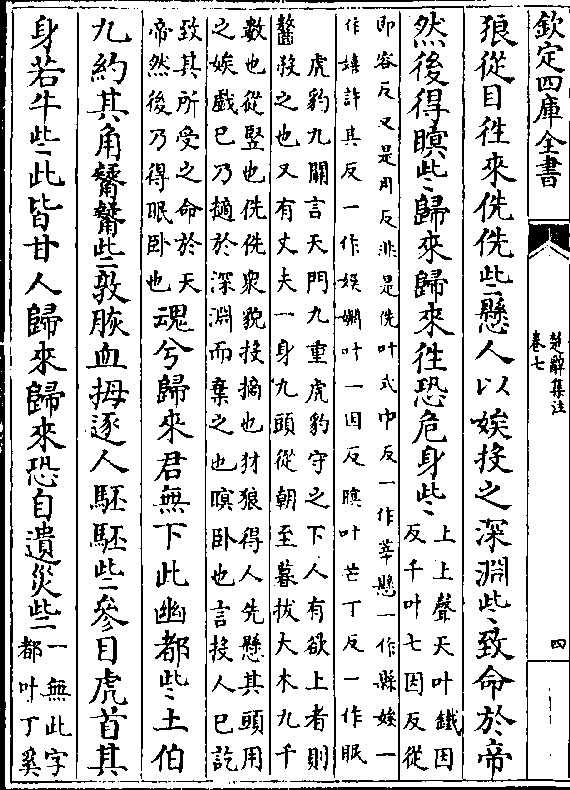 欽定四庫全書
楚辭集注
卷七
四
狼從目徃來侁侁些懸人以娭投之深淵些致命於帝
然後得瞑些歸來歸來徃恐危身些上上聲天叶鐵因
反千叶七因反從
即容反又是用反非是侁叶式巾反一作莘懸一作縣娭一
作嬉許其反一作娱淵叶一因反瞑叶芒丁反一作眠
虎豹九關言天門九重虎豹守之下人有欲上者則
齧殺之也又有丈夫一身九頭從朝至暮拔大木九千
數也從竪也侁侁衆貌投擿也豺狼得人先懸其頭用
之娭戲已乃擿於深淵而棄之也瞑卧也言投人已訖
致其所受之命於天
帝然後乃得眠卧也
魂兮歸來君無下此幽都些土伯
九約其角觺觺些敦脄血拇逐人駓駓些參目虎首其
身若牛些此皆甘人歸來歸來恐自遺災些一無此字
都叶丁奚